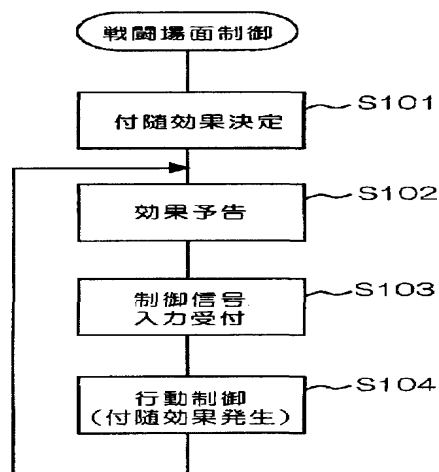 戦闘場面制御
付随効果決定
S101
効果予告
S102
制御信号
入力受付
S103
行動制御
(付随効果発生)
S104